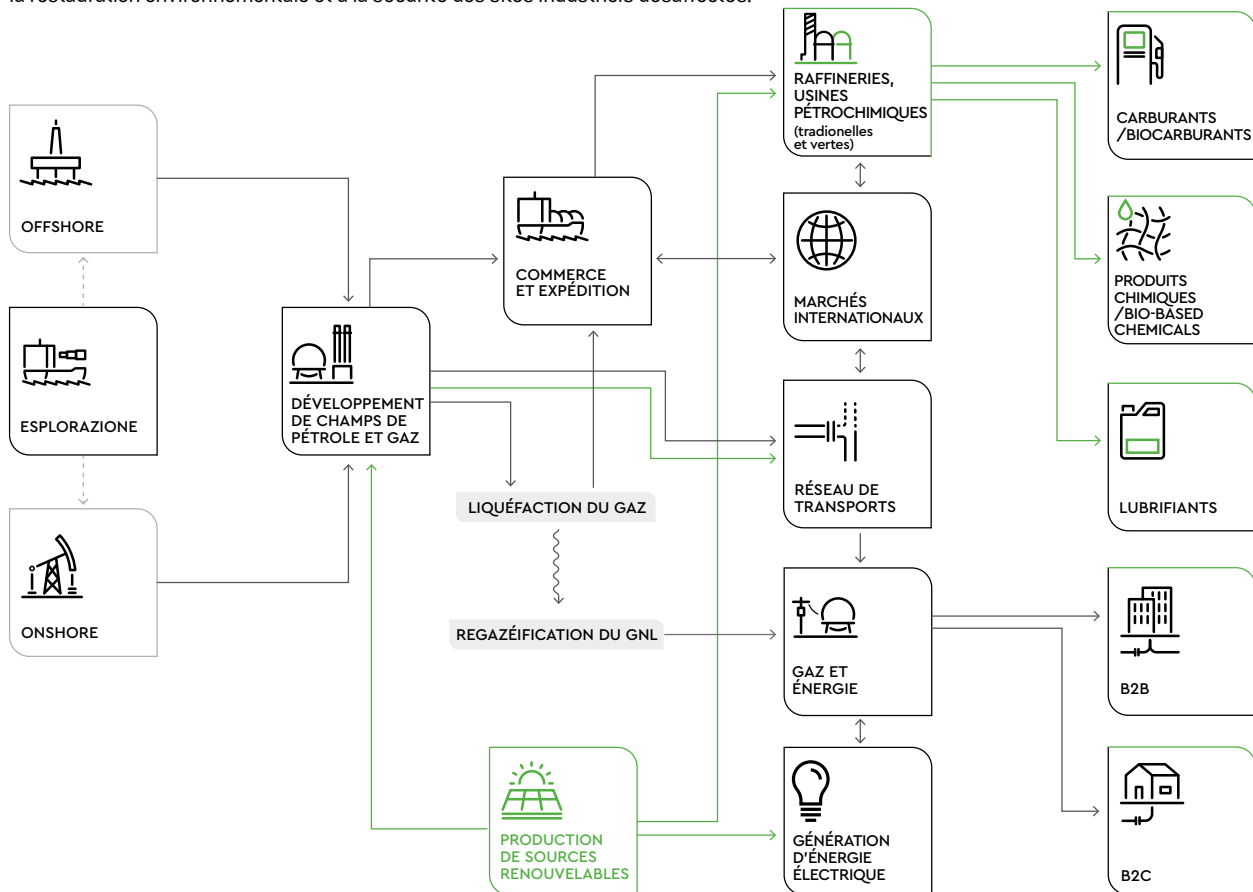 la restauration environnementale et à la sécurité des sites industriels désaffectés.
OFFSHORE
ESPLORAZIONE
ONSHORE
DÉVELOPPEMENT
DE CHAMPS DE
PÉTROLE ET GAZ
COMMERCE
ET EXPÉDITION
LIQUÉFACTION DU GAZ
REGAZÉIFICATION DU GNL
PRODUCTION
DE SOURCES
RENOUVELABLES
RAFFINERIES,
USINES
PÉTROCHIMIQUES
(tradionelles
et vertes)
MARCHÉS
INTERNATIONAUX
RÉSEAU DE
TRANSPORTS
GAZ ET
ÉNERGIE
GÉNÉRATION
D'ÉNERGIE
ÉLECTRIQUE
CARBURANTS
/BIOCARBURANTS
PRODUITS
CHIMIQUES
/BIO-BASED
CHEMICALS
LUBRIFIANTS
B2B
B2C